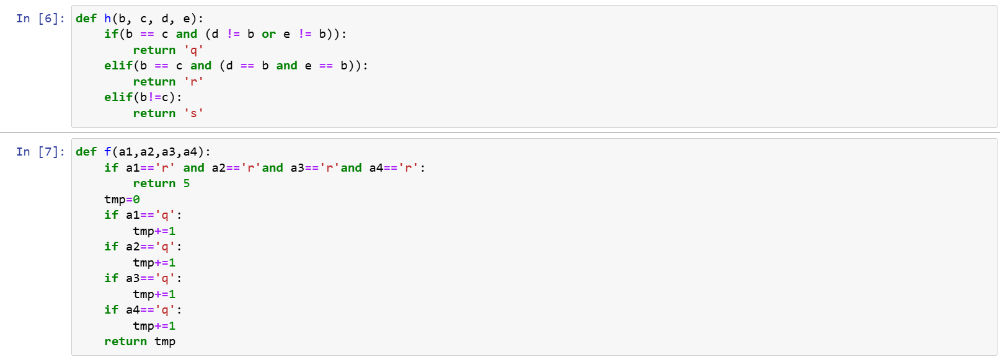 In [6]: def h(b, c, d, e):
    if(b == c and (d != b or e != b)):
        return 'q'
    elif(b == c and (d == b and e == b)):
        return 'r'
    elif(b!=c):
        return 's'
In [7]: def f(a1,a2,a3,a4):
    if a1=='r' and a2=='r'and a3=='r'and a4=='r':
        return 5
    tmp=0
    if a1=='q':
        tmp+=1
    if a2=='q':
        tmp+=1
    if a3=='q':
        tmp+=1
    if a4=='q':
        tmp+=1
    return tmp